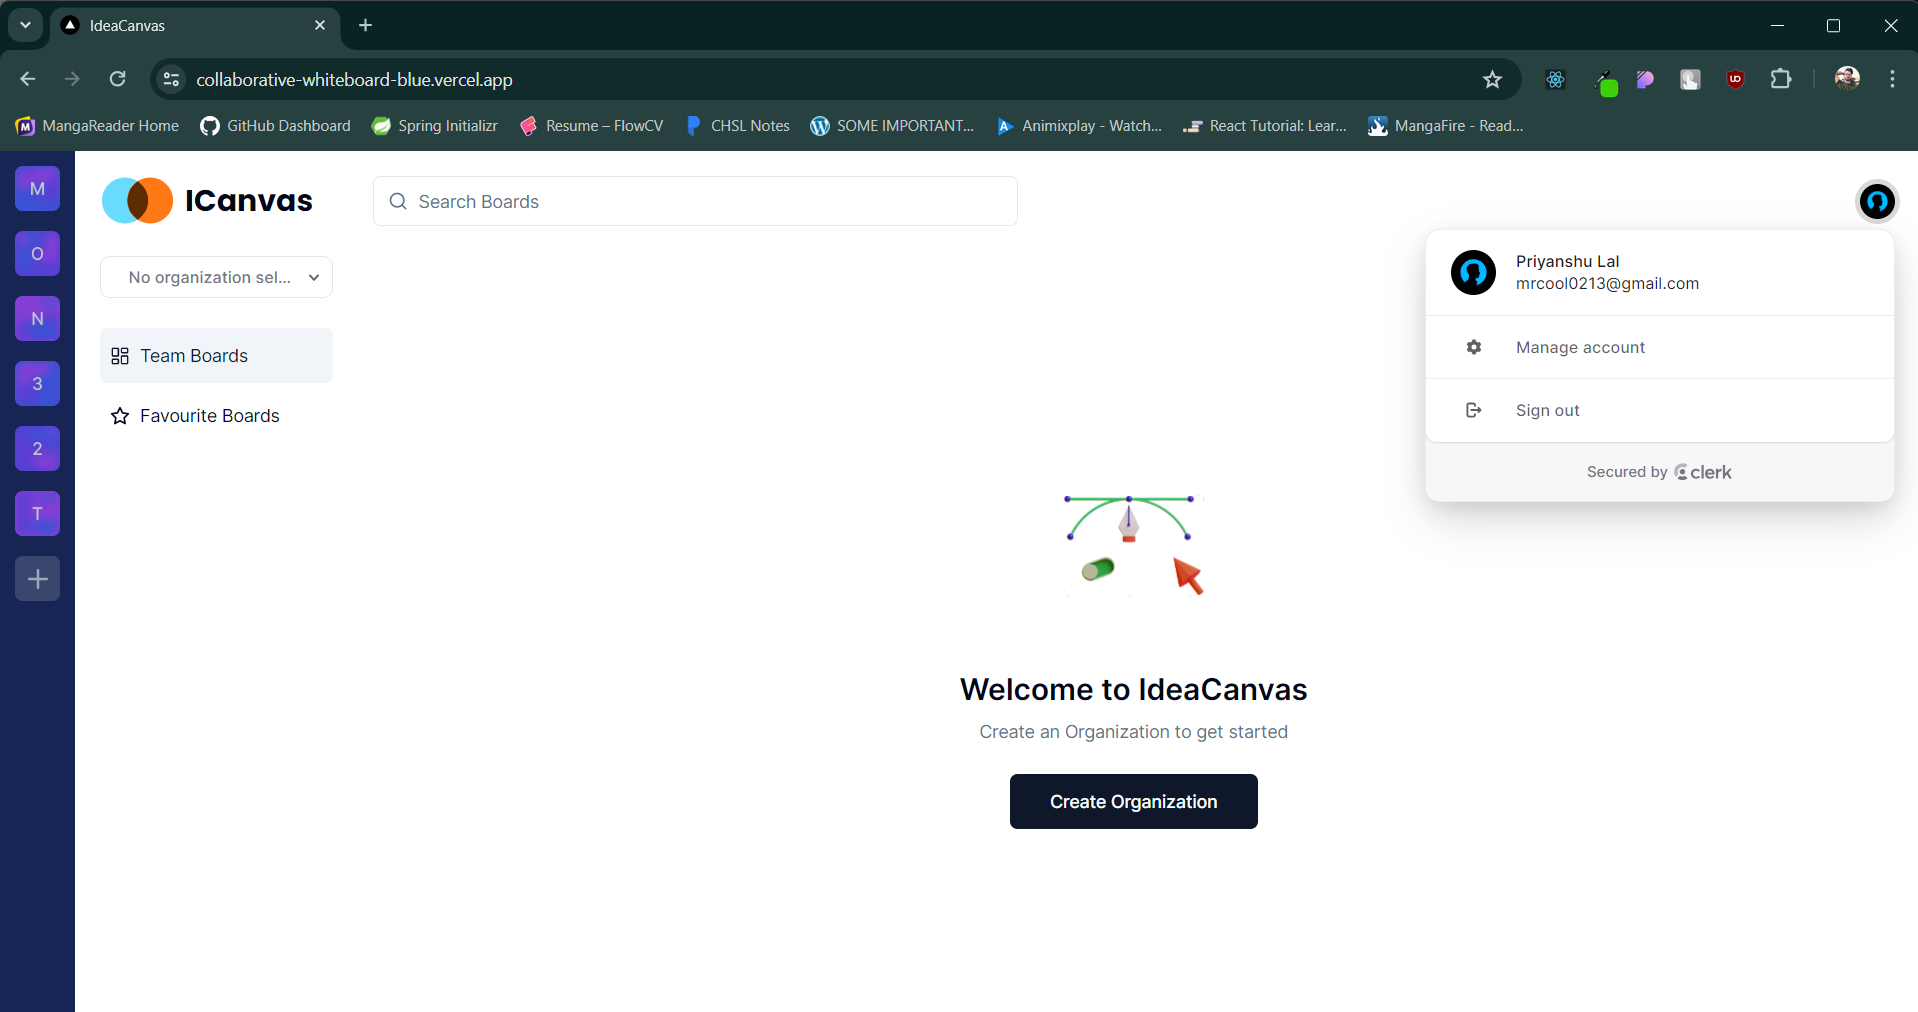 IdeaCanvas
collaborative-whiteboard-blue.vercel.app
MangaReader Home
GitHub Dashboard
Spring Initializr
Resume – FlowCV
CHSL Notes
SOME IMPORTANT...
Animixplay - Watch...
React Tutorial: Lear...
MangaFire - Read...
M
O
N
3
2
T
ICanvas
Search Boards
No organization sel...
Team Boards
Favourite Boards
Priyanshu Lal
mrcool0213@gmail.com
Manage account
Sign out
Secured by clerk
Welcome to IdeaCanvas
Create an Organization to get started
Create Organization